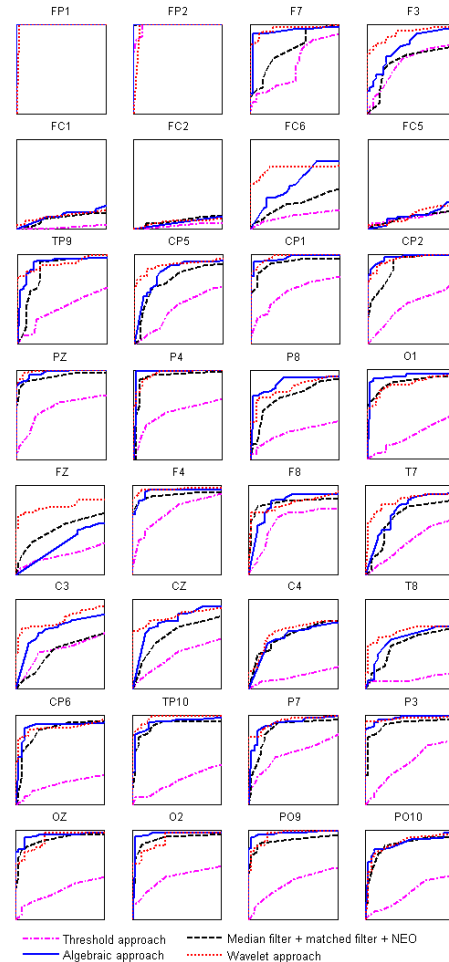 FP1 FP2 F7 F3
FC1 FC2 FC6 FC5
TP9 CP5 CP1 CP2
PZ P4 P8 O1
FZ F4 F8 T7
C3 CZ C4 T8
CP6 TP10 P7 P3
OZ O2 PO9 PO10
Threshold approach Median filter + matched filter + NEO
Algebraic approach Wavelet approach